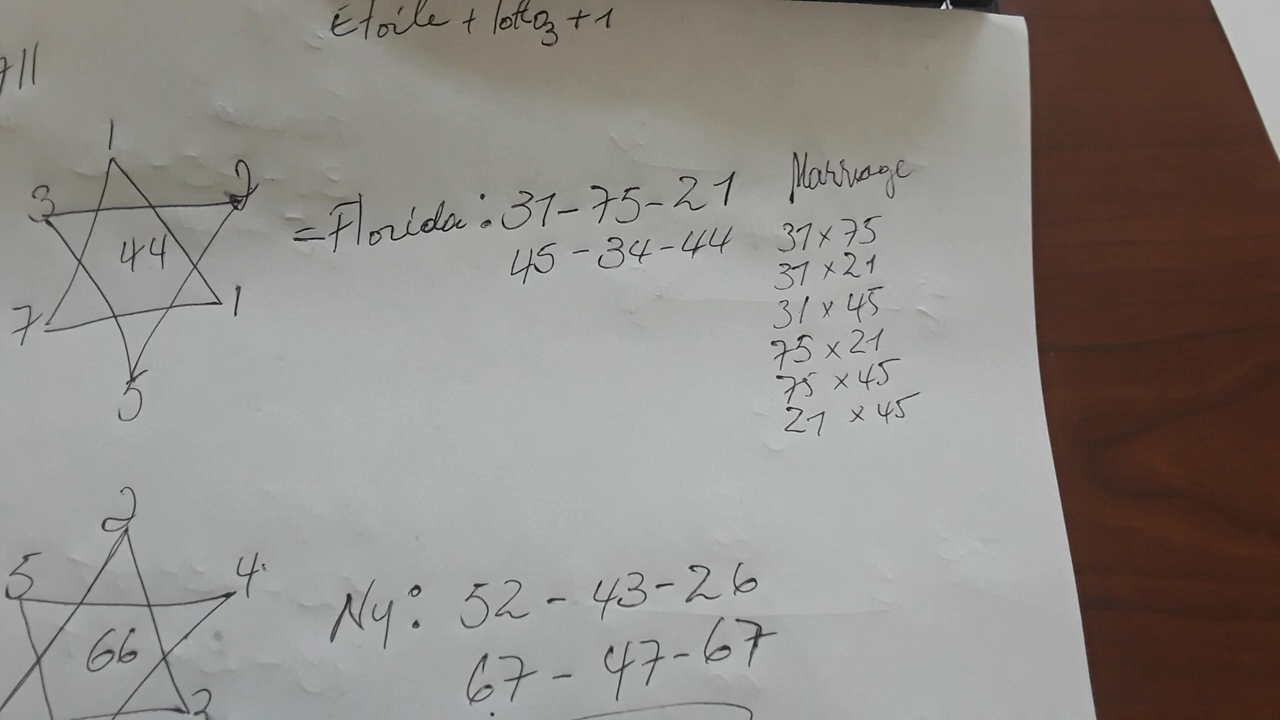 Étoile + lotto3 + 1
711
1
3 2
44
7 1
5
= Florida : 31 - 75 - 21
45 - 34 - 44
Marriage
31 x 75
31 x 21
31 x 45
75 x 21
75 x 45
21 x 45
2
5 4
66
3
Ny : 52 - 43 - 26
67 - 47 - 67